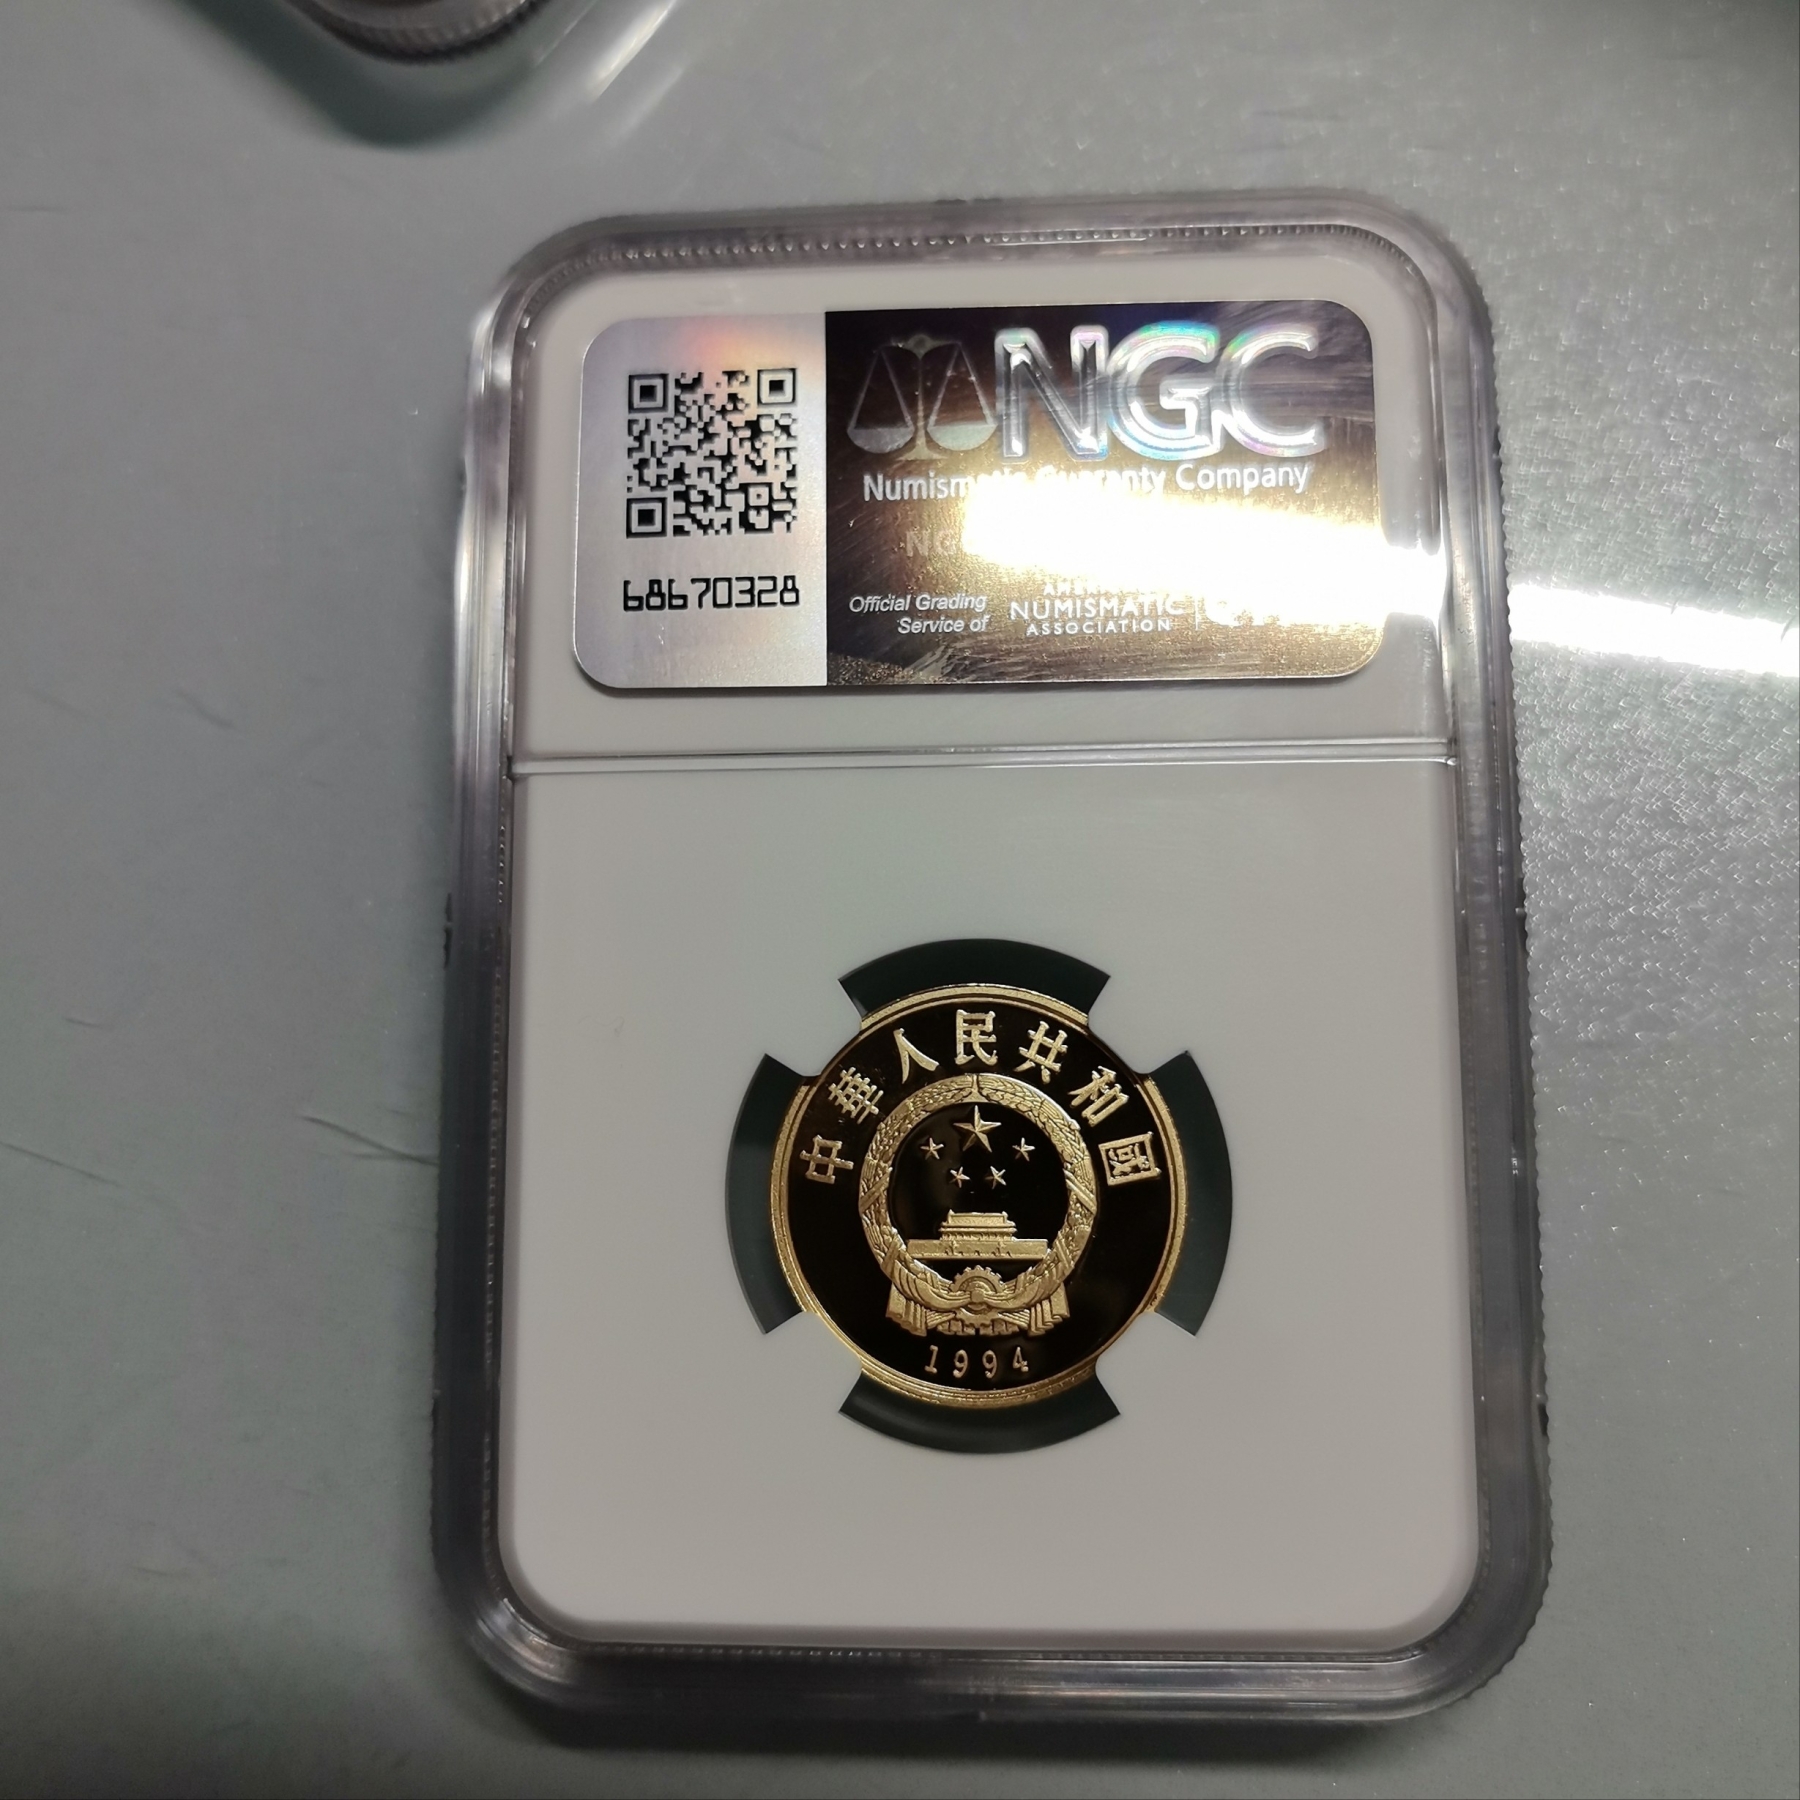 NGC
Numismatic Guaranty Company
68670328
Official Grading
Service of
NUMISMATIC
ASSOCIATION
中華人民共和國
1994